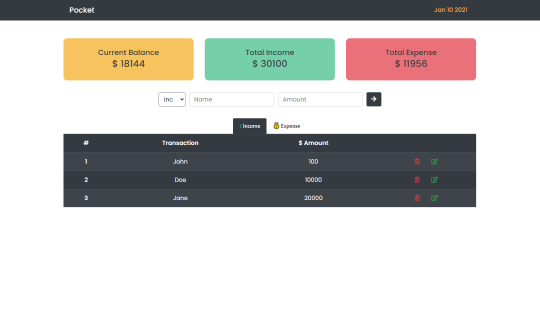 Pocket
Jan 10 2021
Current Balance
$ 18144
Total Income
$ 30100
Total Expense
$ 11956
inc
Name
Amount
Income
Expense
# Transaction $ Amount
1 John 100
2 Doe 10000
3 Jane 20000